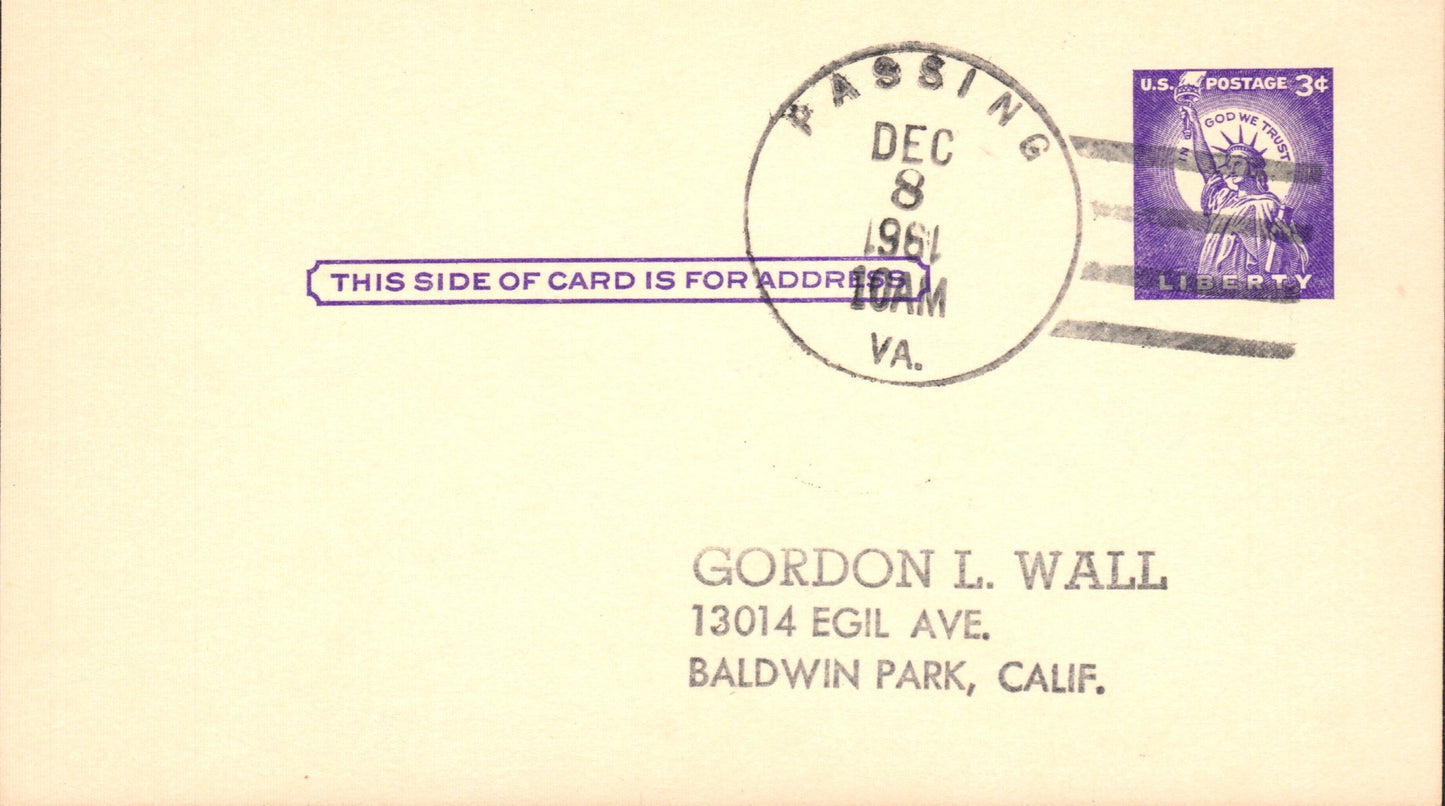 PASSING
DEC
8
1961
10AM
VA.
U.S. POSTAGE 3¢
IN GOD WE TRUST
LIBERTY
THIS SIDE OF CARD IS FOR ADDRESS
GORDON L. WALL
13014 EGIL AVE.
BALDWIN PARK, CALIF.